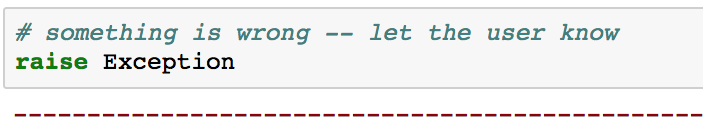 # something is wrong -- let the user know
raise Exception
-----------------------------------------------